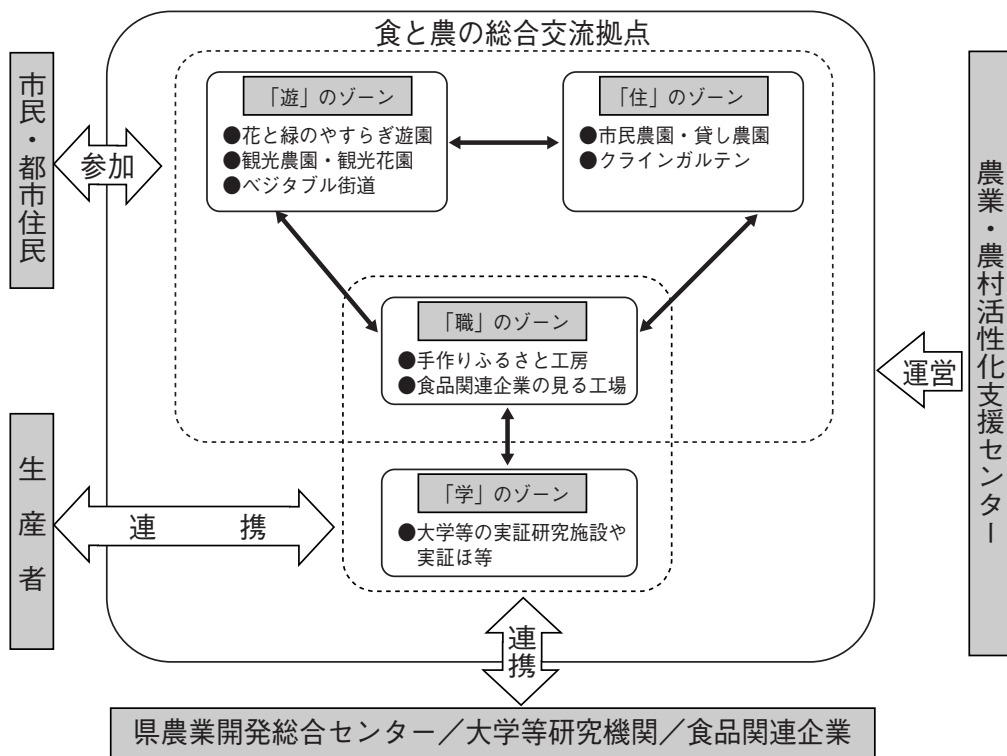 食と農の総合交流拠点
市民・都市住民
参加
「遊」のゾーン
●花と緑のやすらぎ遊園
●観光農園・観光花園
●ベジタブル街道
「住」のゾーン
●市民農園・貸し農園
●クラインガルテン
「職」のゾーン
●手作りふるさと工房
●食品関連企業の見る工場
運営
農業・農村活性化支援センター
生産者
連携
「学」のゾーン
●大学等の実証研究施設や
実証ほ等
連携
県農業開発総合センター／大学等研究機関／食品関連企業